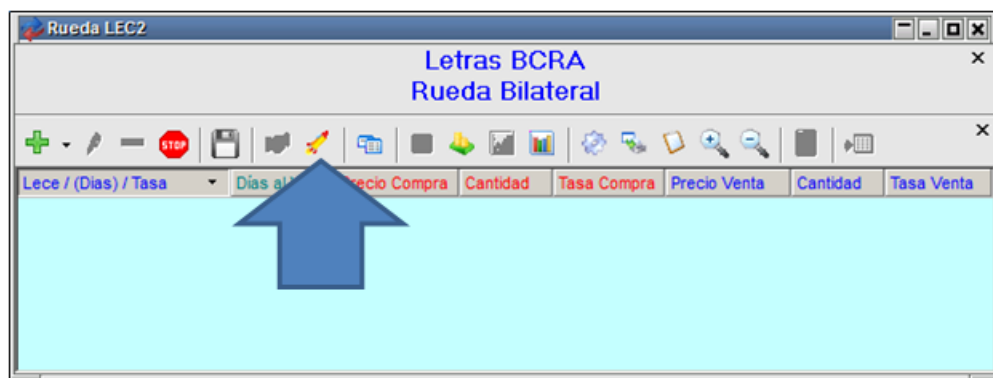 Rueda LEC2
Letras BCRA
Rueda Bilateral
STOP
Lece / (Dias) / Tasa Días al Precio Compra Cantidad Tasa Compra Precio Venta Cantidad Tasa Venta